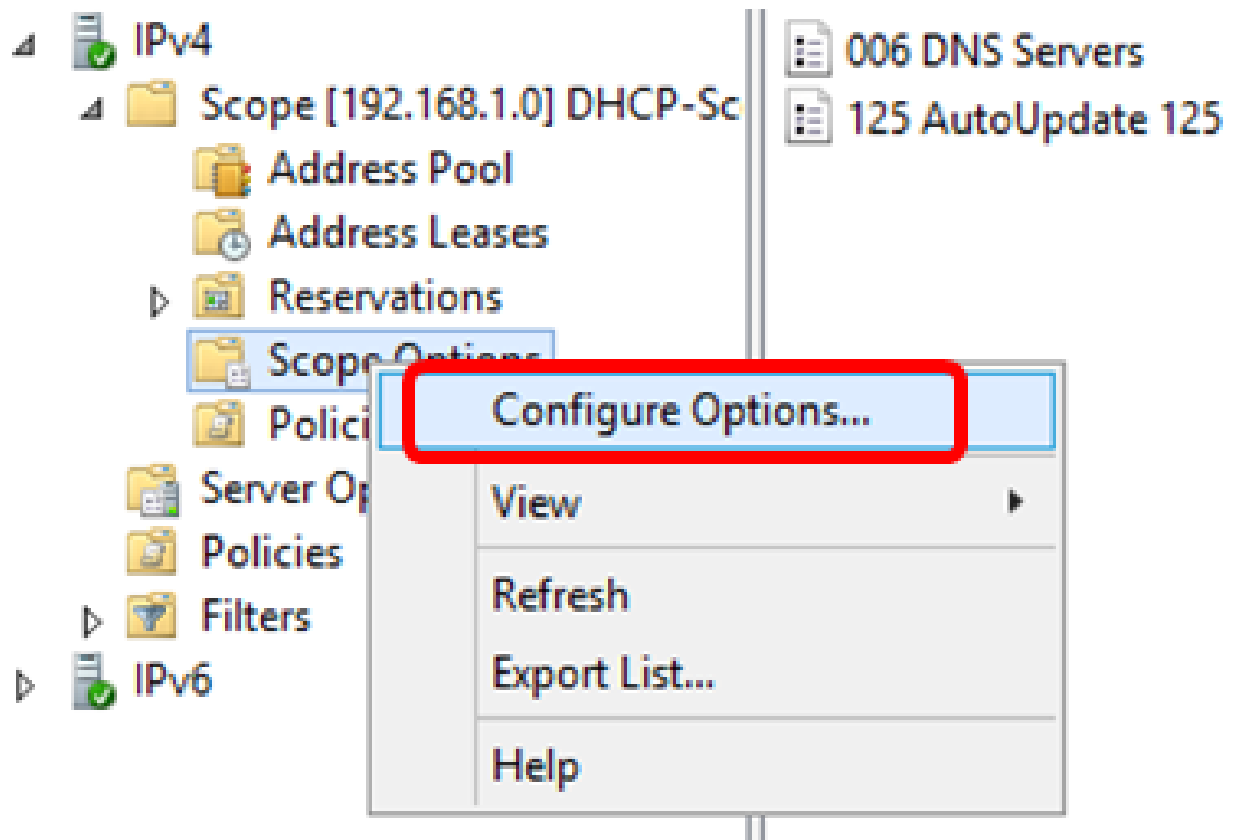 IPv4
Scope [192.168.1.0] DHCP-Sc
Address Pool
Address Leases
Reservations
Scope Options
Polici
Server Op
Policies
Filters
IPv6
006 DNS Servers
125 AutoUpdate 125
Configure Options...
View
Refresh
Export List...
Help